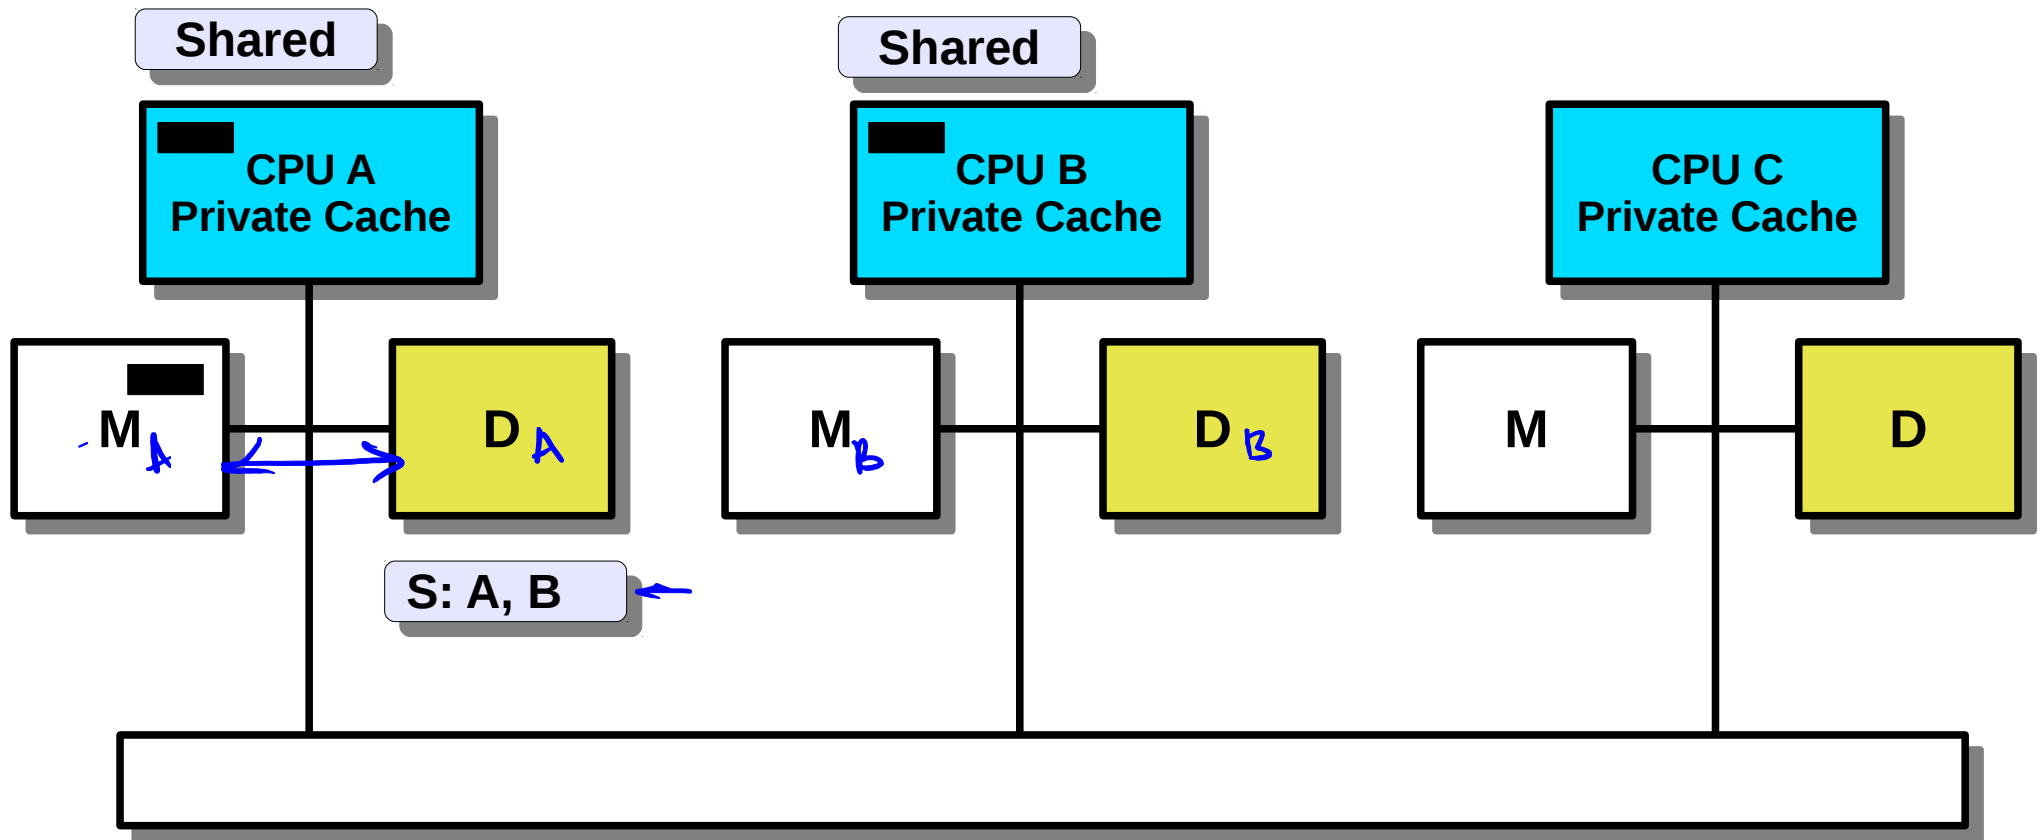 Shared
Shared
CPU A
Private Cache
CPU B
Private Cache
CPU C
Private Cache
M A
D A
M B
D B
M
D
S: A, B